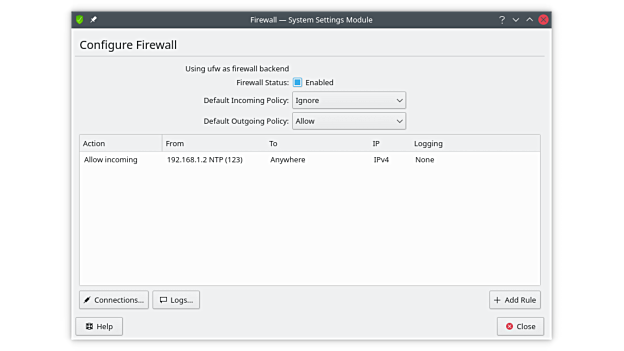 Firewall — System Settings Module
Configure Firewall
Using ufw as firewall backend
Firewall Status: Enabled
Default Incoming Policy: Ignore
Default Outgoing Policy: Allow
Action From To IP Logging
Allow incoming 192.168.1.2 NTP (123) Anywhere IPv4 None
Connections... Logs... Add Rule
Help Close